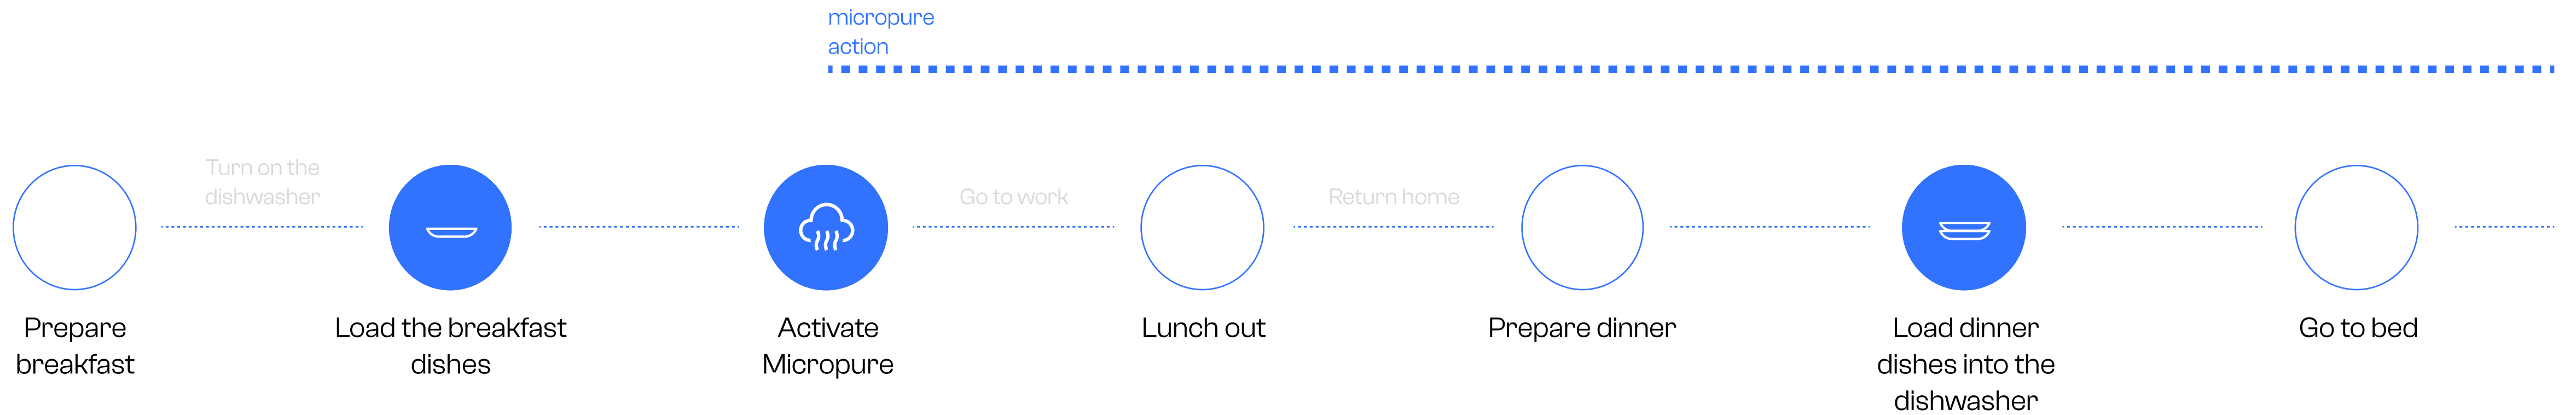 micropure
action
Turn on the
dishwasher
Go to work
Return home
Prepare
breakfast
Load the breakfast
dishes
Activate
Micropure
Lunch out
Prepare dinner
Load dinner
dishes into the
dishwasher
Go to bed